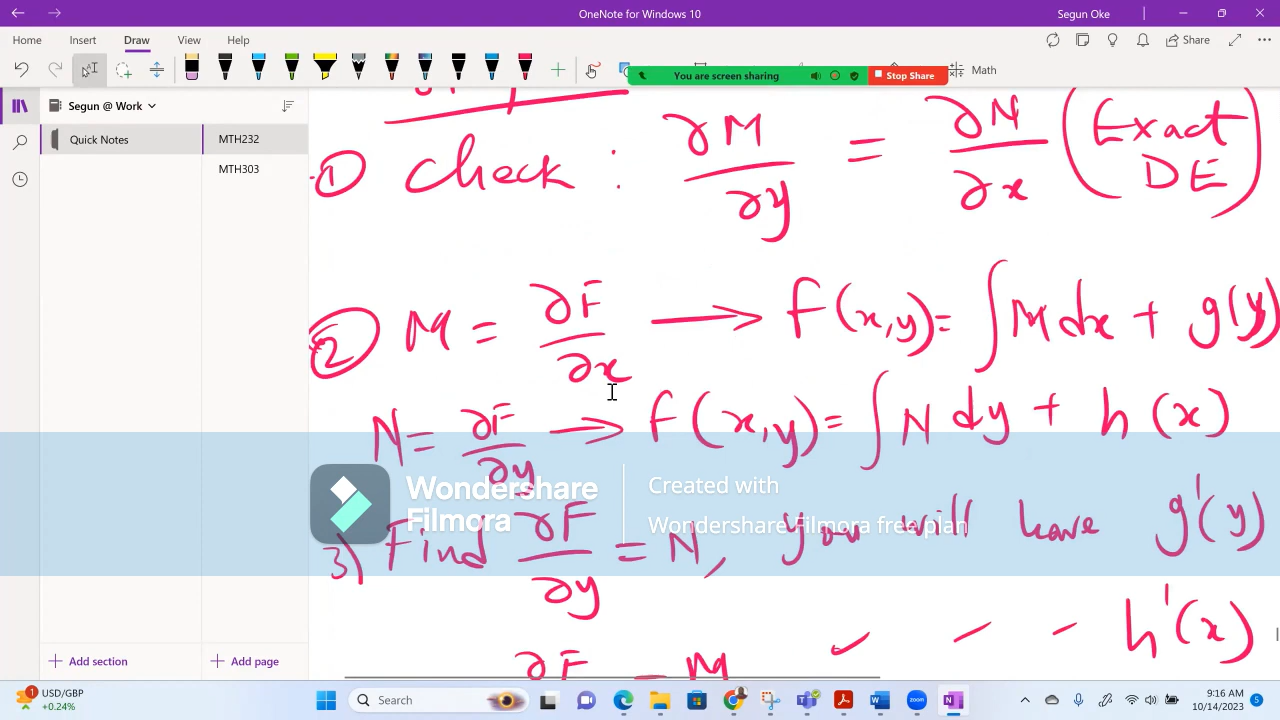 OneNote for Windows 10
Segun Oke
Home Insert Draw View Help
Share
You are screen sharing
Stop Share
Math
Segun @ Work
Quick Notes
MTH232
MTH303
① Check : ∂M/∂y = ∂N/∂x (Exact DE)
② M = ∂F/∂x → f(x,y) = ∫ M dx + g(y)
N = ∂F/∂y → f(x,y) = ∫ N dy + h(x)
Wondershare Filmora
Created with
Wondershare Filmora free plan
3) Find ∂F/∂y = N, you will have g'(y)
∂F = M ✓ – – h'(x)
Add section
Add page
1
USD/GBP
+0.24%
Search
zoom
9:16 AM
10/14/2023
5